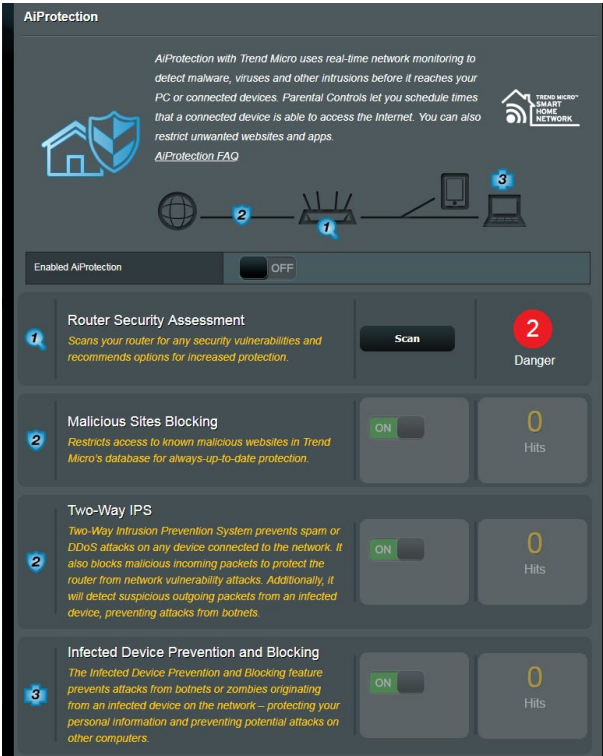 AiProtection
AiProtection with Trend Micro uses real-time network monitoring to
detect malware, viruses and other intrusions before it reaches your
PC or connected devices. Parental Controls let you schedule times
that a connected device is able to access the Internet. You can also
restrict unwanted websites and apps.
AiProtection FAQ
TREND MICRO™
SMART
HOME
NETWORK
3
2
1
Enabled AiProtection
OFF
1
Router Security Assessment
Scans your router for any security vulnerabilities and
recommends options for increased protection.
Scan
2
Danger
2
Malicious Sites Blocking
Restricts access to known malicious websites in Trend
Micro's database for always-up-to-date protection.
ON
0
Hits
2
Two-Way IPS
Two-Way Intrusion Prevention System prevents spam or
DDoS attacks on any device connected to the network. It
also blocks malicious incoming packets to protect the
router from network vulnerability attacks. Additionally, it
will detect suspicious outgoing packets from an infected
device, preventing attacks from botnets.
ON
0
Hits
3
Infected Device Prevention and Blocking
The Infected Device Prevention and Blocking feature
prevents attacks from botnets or zombies originating
from an infected device on the network – protecting your
personal information and preventing potential attacks on
other computers.
ON
0
Hits